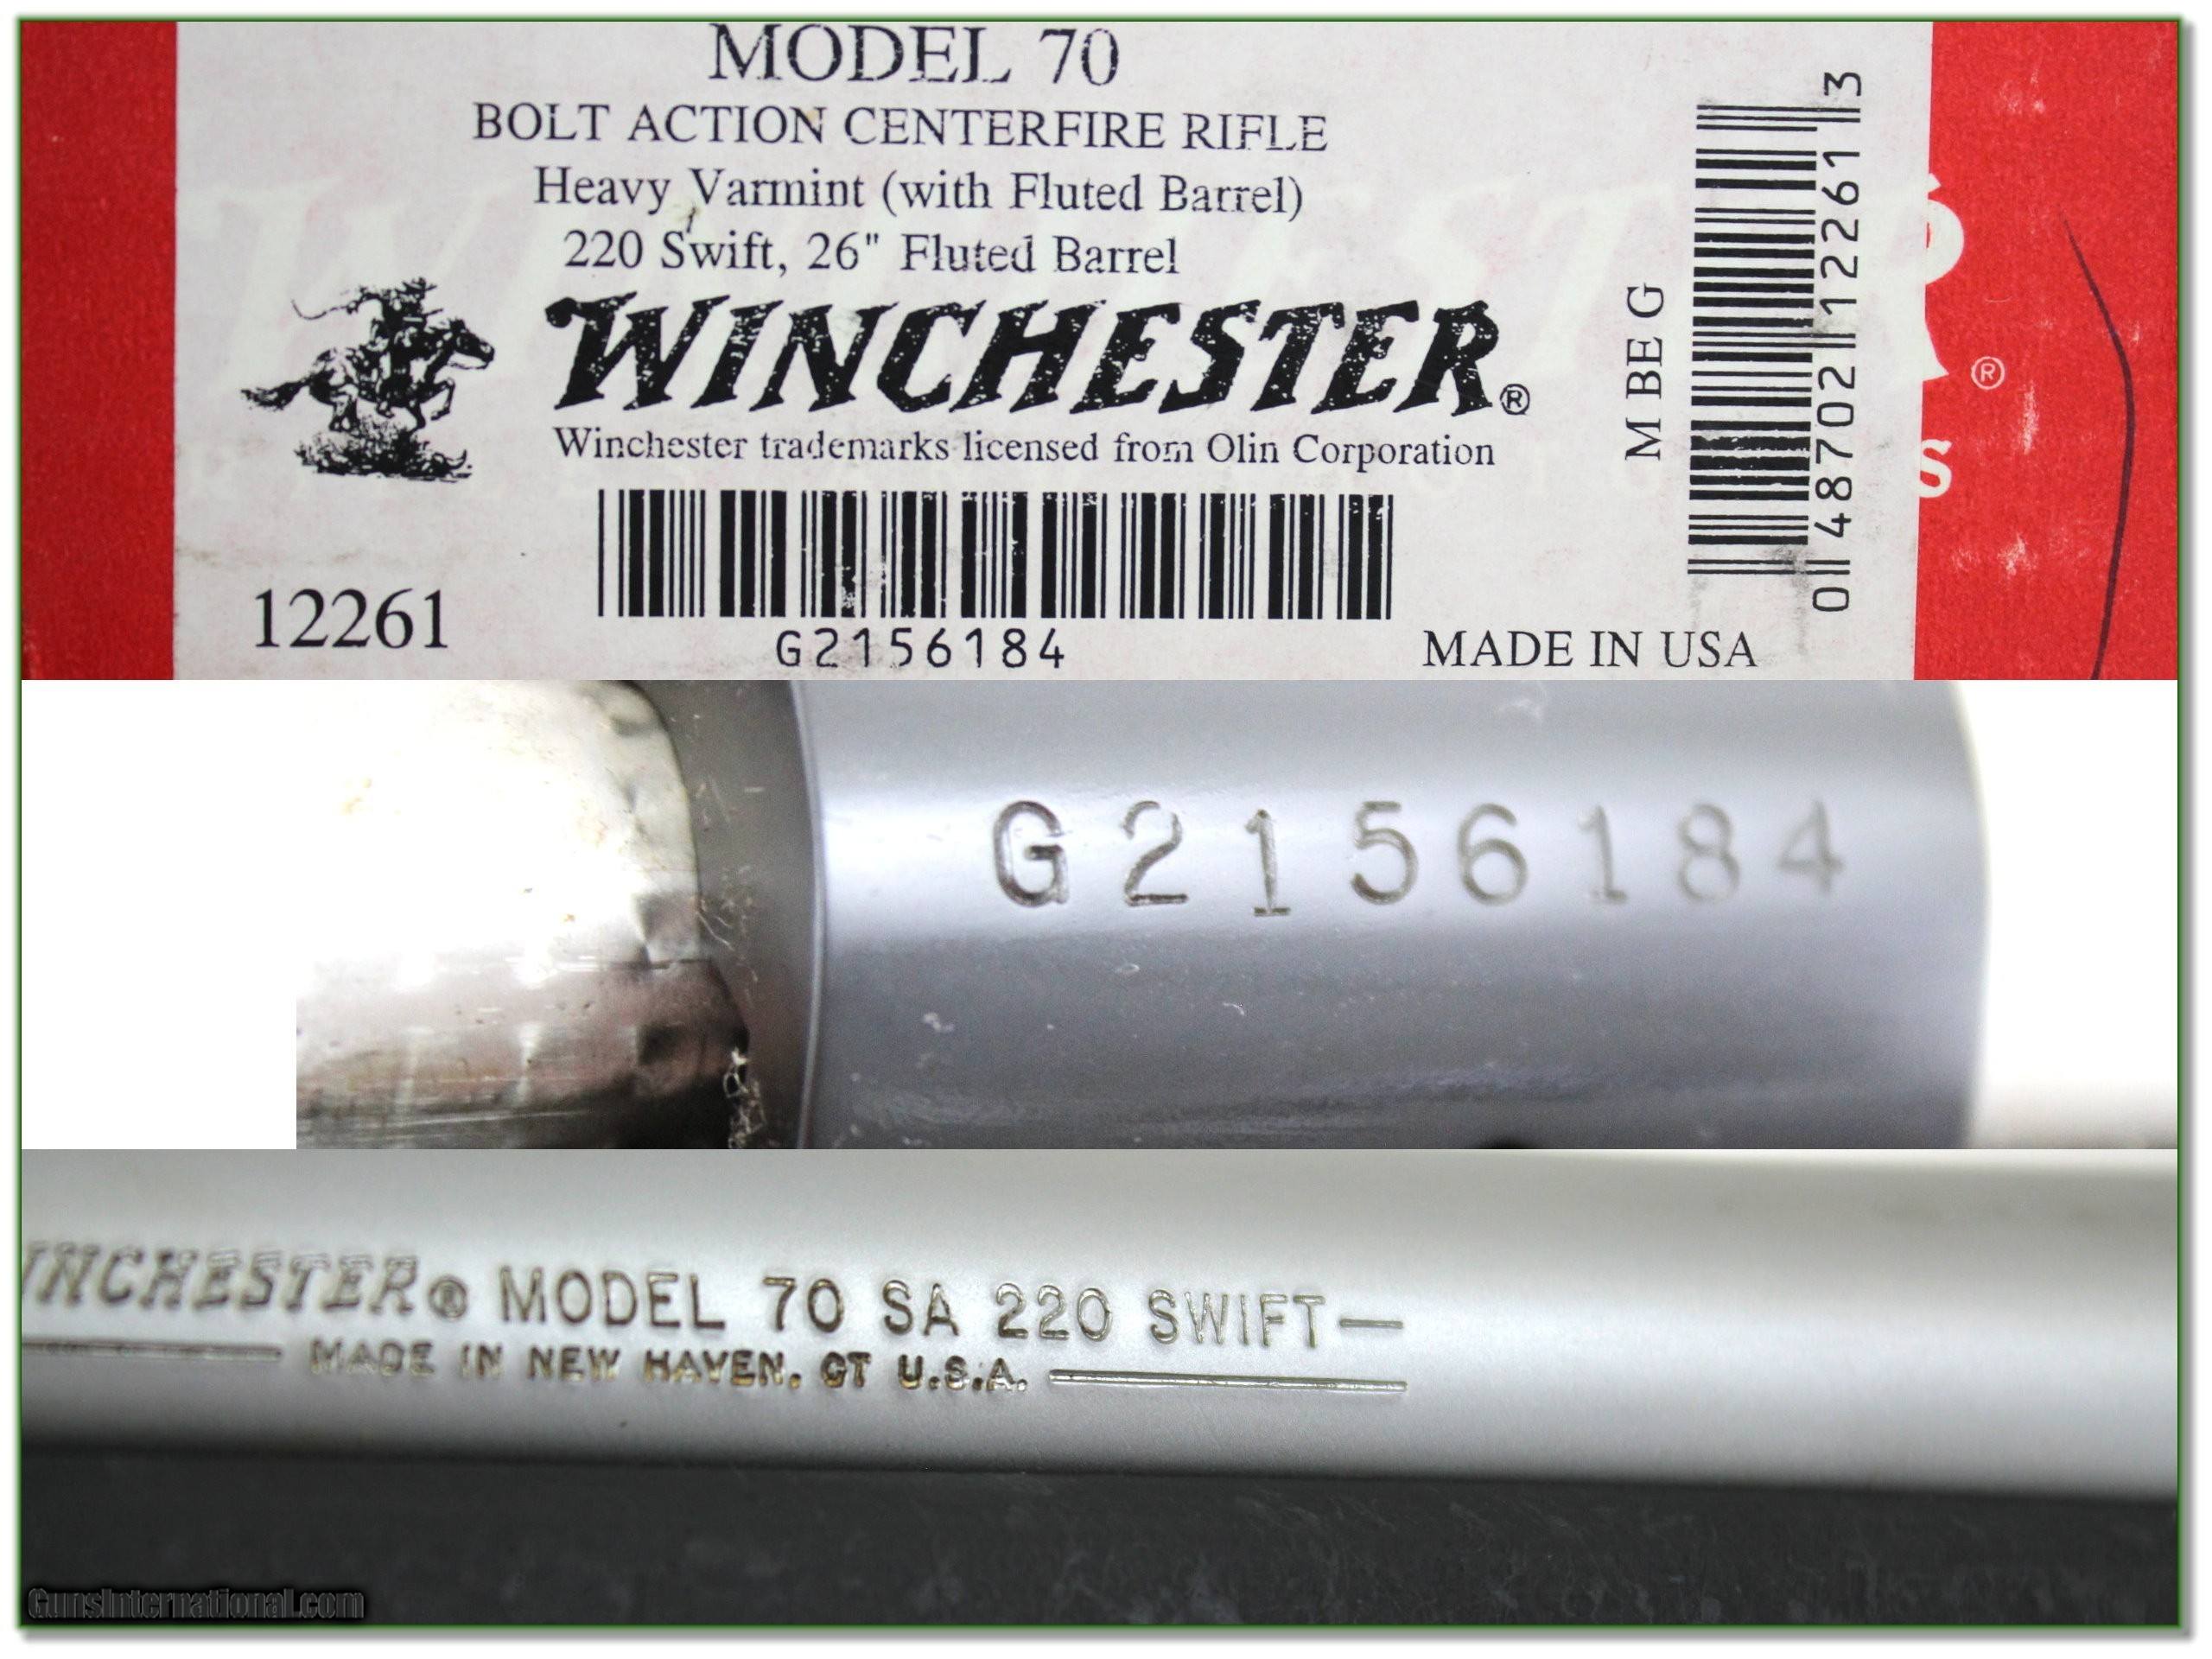 MODEL 70
BOLT ACTION CENTERFIRE RIFLE
Heavy Varmint (with Fluted Barrel)
220 Swift, 26" Fluted Barrel
WINCHESTER®
Winchester trademarks licensed from Olin Corporation
12261
G2156184
MADE IN USA
M BE G
0 48702 12261 3
®
S
G2156184
INCHESTER® MODEL 70 SA 220 SWIFT—
MADE IN NEW HAVEN, CT U.S.A.
GunsInternational.com